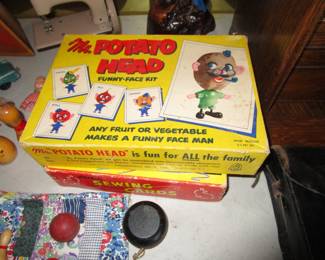 Mr. POTATO
HEAD
FUNNY-FACE KIT
ANY FRUIT OR VEGETABLE
MAKES A FUNNY FACE MAN
Mr. POTATO HEAD is fun for ALL the family
SEWING
CARDS